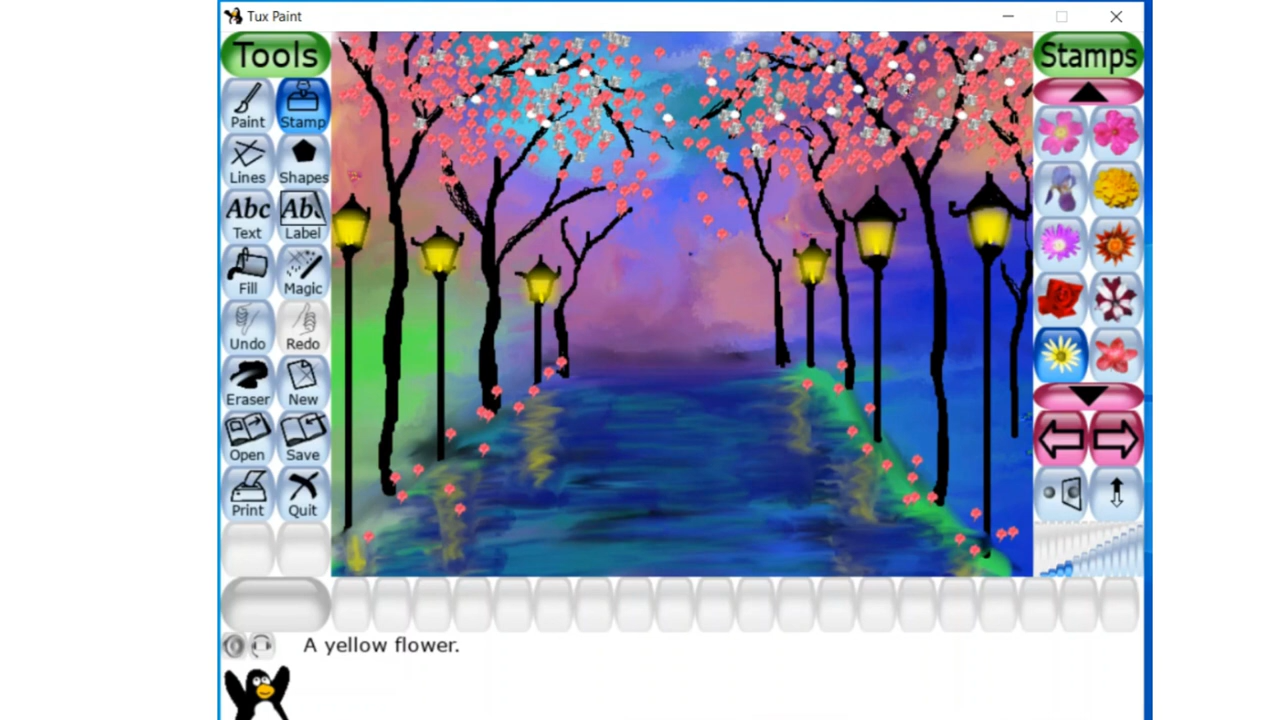 Tux Paint
Tools
Stamps
Paint
Stamp
Lines
Shapes
Abc
Abc
Text
Label
Fill
Magic
Undo
Redo
Eraser
New
Open
Save
Print
Quit
A yellow flower.